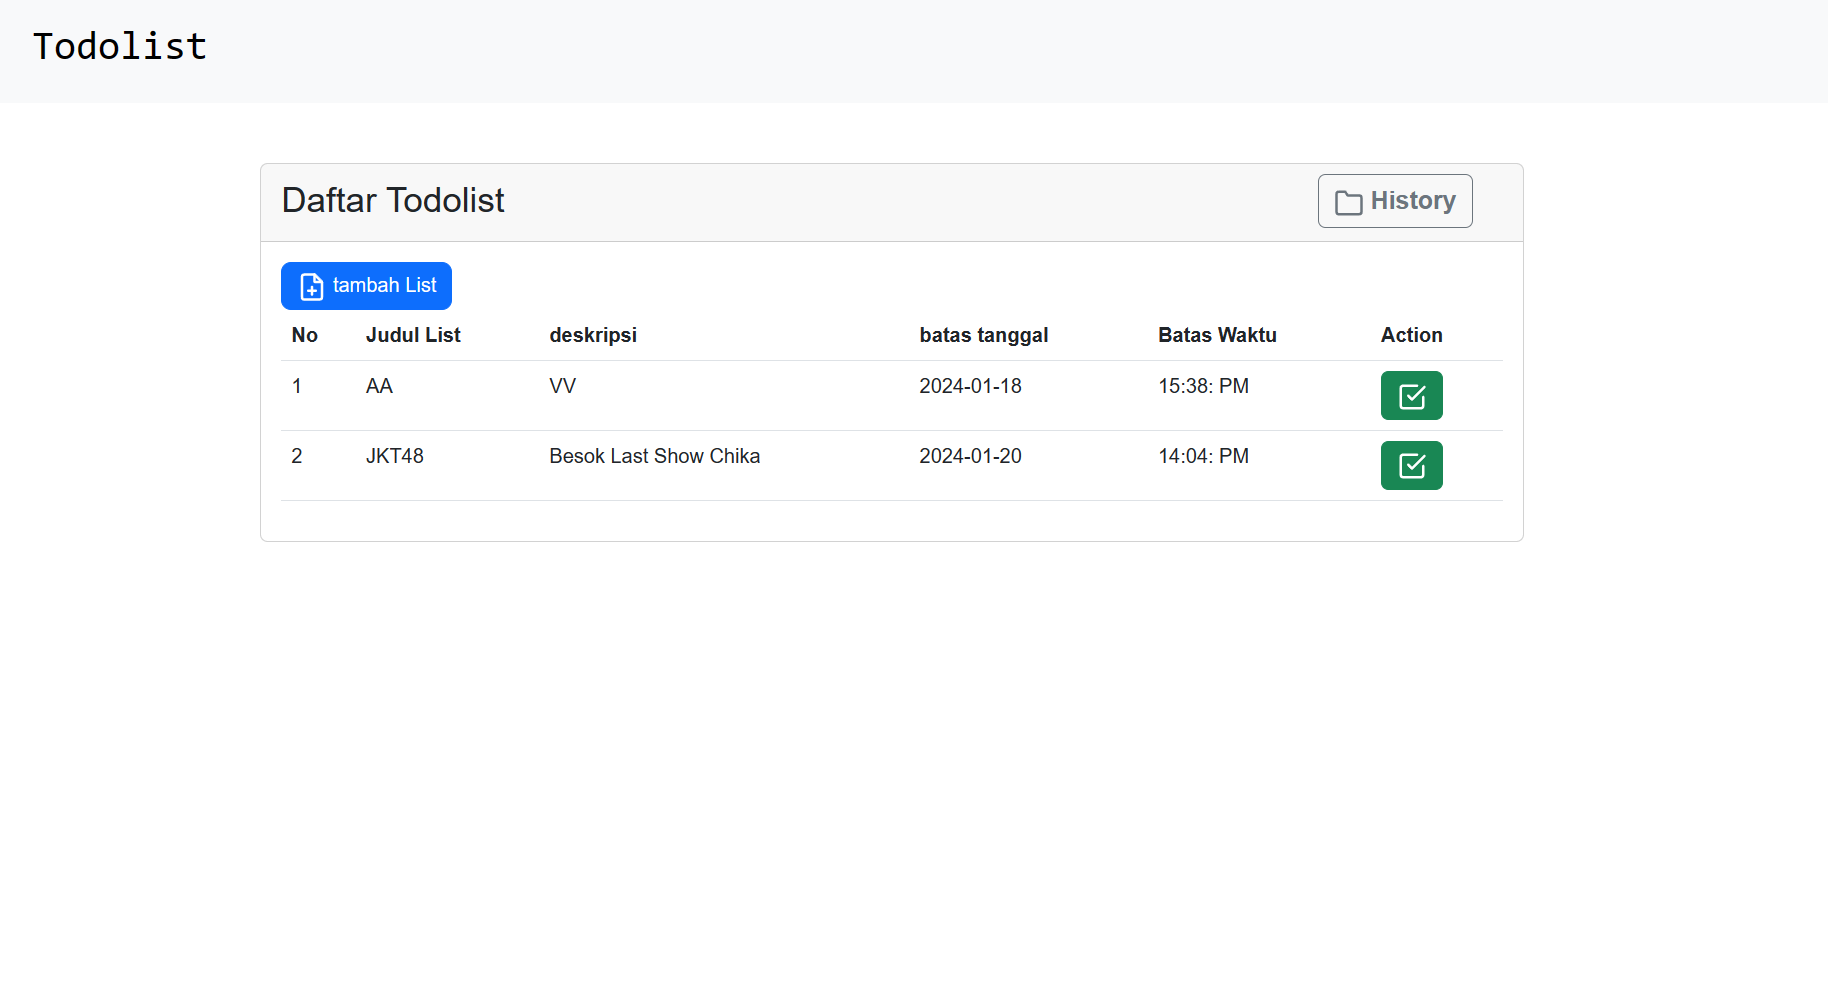 Todolist
Daftar Todolist History
tambah List
No Judul List deskripsi batas tanggal Batas Waktu Action
1 AA VV 2024-01-18 15:38: PM
2 JKT48 Besok Last Show Chika 2024-01-20 14:04: PM